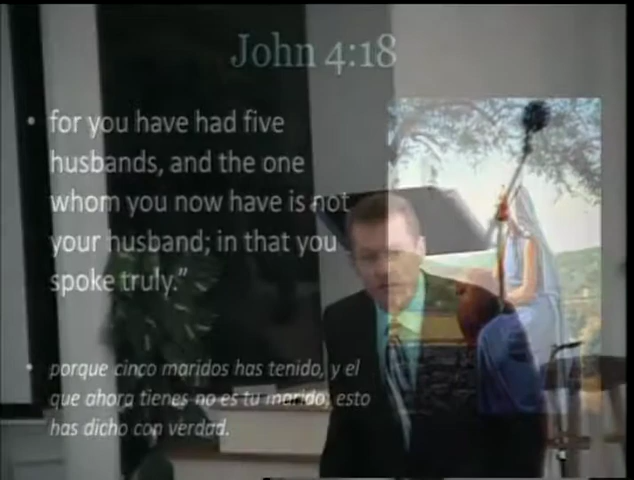 John 4:18
• for you have had five
husbands, and the one
whom you now have is not
your husband; in that you
spoke truly.”
• porque cinco maridos has tenido, y el
que ahora tienes no es tu marido; esto
has dicho con verdad.